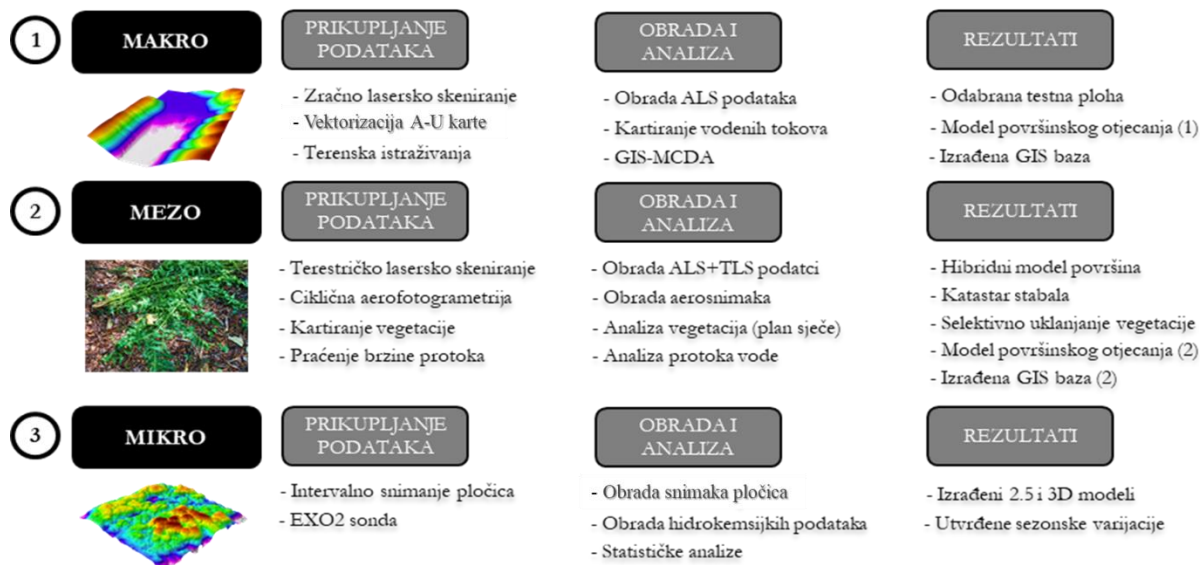 1
MAKRO
PRIKUPLJANJE
PODATAKA
- Zračno lasersko skeniranje
- Vektorizacija A-U karte
- Terenska istraživanja
OBRADA I
ANALIZA
- Obrada ALS podataka
- Kartiranje vodenih tokova
- GIS-MCDA
REZULTATI
- Odabrana testna ploha
- Model površinskog otjecanja (1)
- Izrađena GIS baza
2
MEZO
PRIKUPLJANJE
PODATAKA
- Terestričko lasersko skeniranje
- Ciklična aerofotogrametrija
- Kartiranje vegetacije
- Praćenje brzine protoka
OBRADA I
ANALIZA
- Obrada ALS+TLS podatci
- Obrada aerosnimaka
- Analiza vegetacija (plan sječe)
- Analiza protoka vode
REZULTATI
- Hibridni model površina
- Katastar stabala
- Selektivno uklanjanje vegetacije
- Model površinskog otjecanja (2)
- Izrađena GIS baza (2)
3
MIKRO
PRIKUPLJANJE
PODATAKA
- Intervalno snimanje pločica
- EXO2 sonda
OBRADA I
ANALIZA
- Obrada snimaka pločica
- Obrada hidrokemsijkih podataka
- Statističke analize
REZULTATI
- Izrađeni 2.5 i 3D modeli
- Utvrđene sezonske varijacije